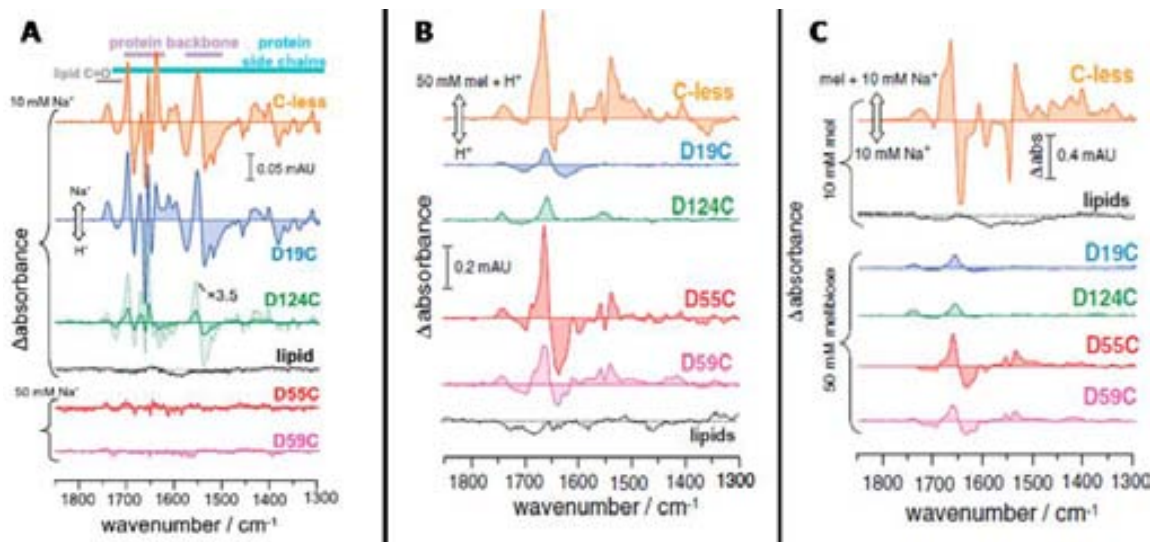 A
protein backbone
protein
side chains
lipid C=O
10 mM Na⁺
C-less
0.05 mAU
Na⁺
H⁺
D19C
×3.5
D124C
lipid
50 mM Na⁺
D55C
D59C
Δabsorbance
1800 1700 1600 1500 1400 1300
wavenumber / cm⁻¹
B
50 mM mel + H⁺
H⁺
C-less
D19C
D124C
0.2 mAU
D55C
D59C
lipids
Δabsorbance
1800 1700 1600 1500 1400 1300
wavenumber / cm⁻¹
C
mel + 10 mM Na⁺
10 mM Na⁺
C-less
Δabs
0.4 mAU
10 mM mel
lipids
D19C
D124C
D55C
D59C
50 mM melibiose
Δabsorbance
1800 1700 1600 1500 1400 1300
wavenumber / cm⁻¹